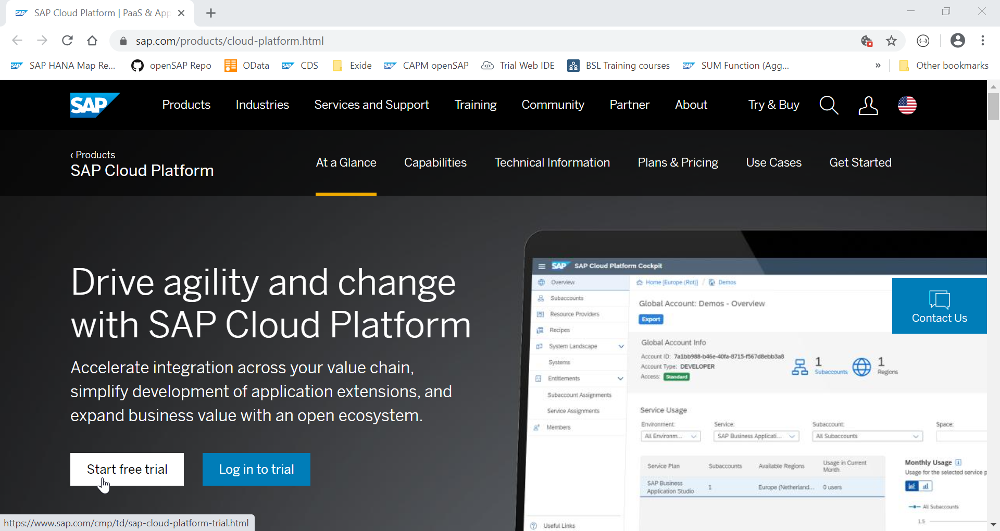 SAP Cloud Platform | PaaS & App
sap.com/products/cloud-platform.html
SAP HANA Map Re...
openSAP Repo
OData
CDS
Exide
CAPM openSAP
Trial Web IDE
BSL Training courses
SUM Function (Agg...
»
Other bookmarks
SAP
Products
Industries
Services and Support
Training
Community
Partner
About
Try & Buy
‹ Products
SAP Cloud Platform
At a Glance
Capabilities
Technical Information
Plans & Pricing
Use Cases
Get Started
Drive agility and change
with SAP Cloud Platform
Accelerate integration across your value chain,
simplify development of application extensions, and
expand business value with an open ecosystem.
Start free trial
Log in to trial
SAP
SAP Cloud Platform Cockpit
Overview
Subaccounts
Resource Providers
Recipes
System Landscape
Systems
Entitlements
Subaccount Assignments
Service Assignments
Members
Useful Links
Home [Europe (Rot)] / Demos
Global Account: Demos - Overview
Export
Global Account Info
Account ID: 7a1bb988-b46e-40fa-8715-f567d8ebb3a8
Account Type: DEVELOPER
Access: Standard
1
Subaccounts
1
Regions
Contact Us
Service Usage
Environment:
Service:
Subaccount:
Space:
All Environm...
SAP Business Applicati...
All Subaccounts
Service Plan
Subaccounts
Available Regions
Usage in Current
Month
SAP Business
Application Studio
1
Europe (Netherland...
0 users
Monthly Usage
Usage for the selected service p
All Subaccounts
1.5
https://www.sap.com/cmp/td/sap-cloud-platform-trial.html